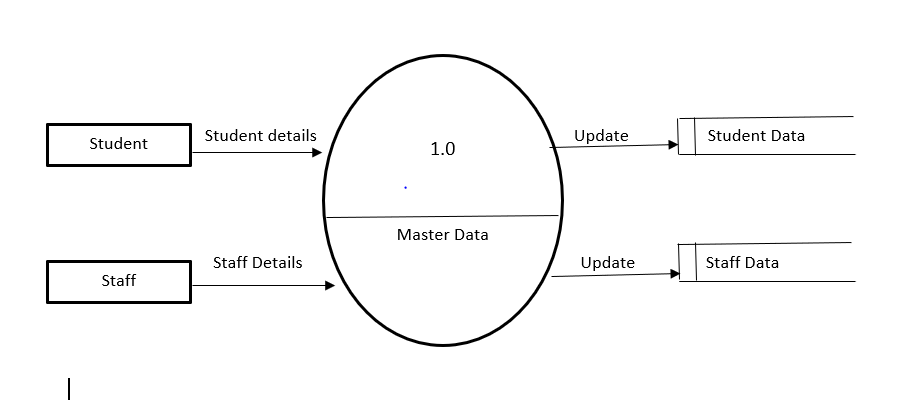 Student
Student details
1.0
Update
Student Data
Master Data
Staff
Staff Details
Update
Staff Data